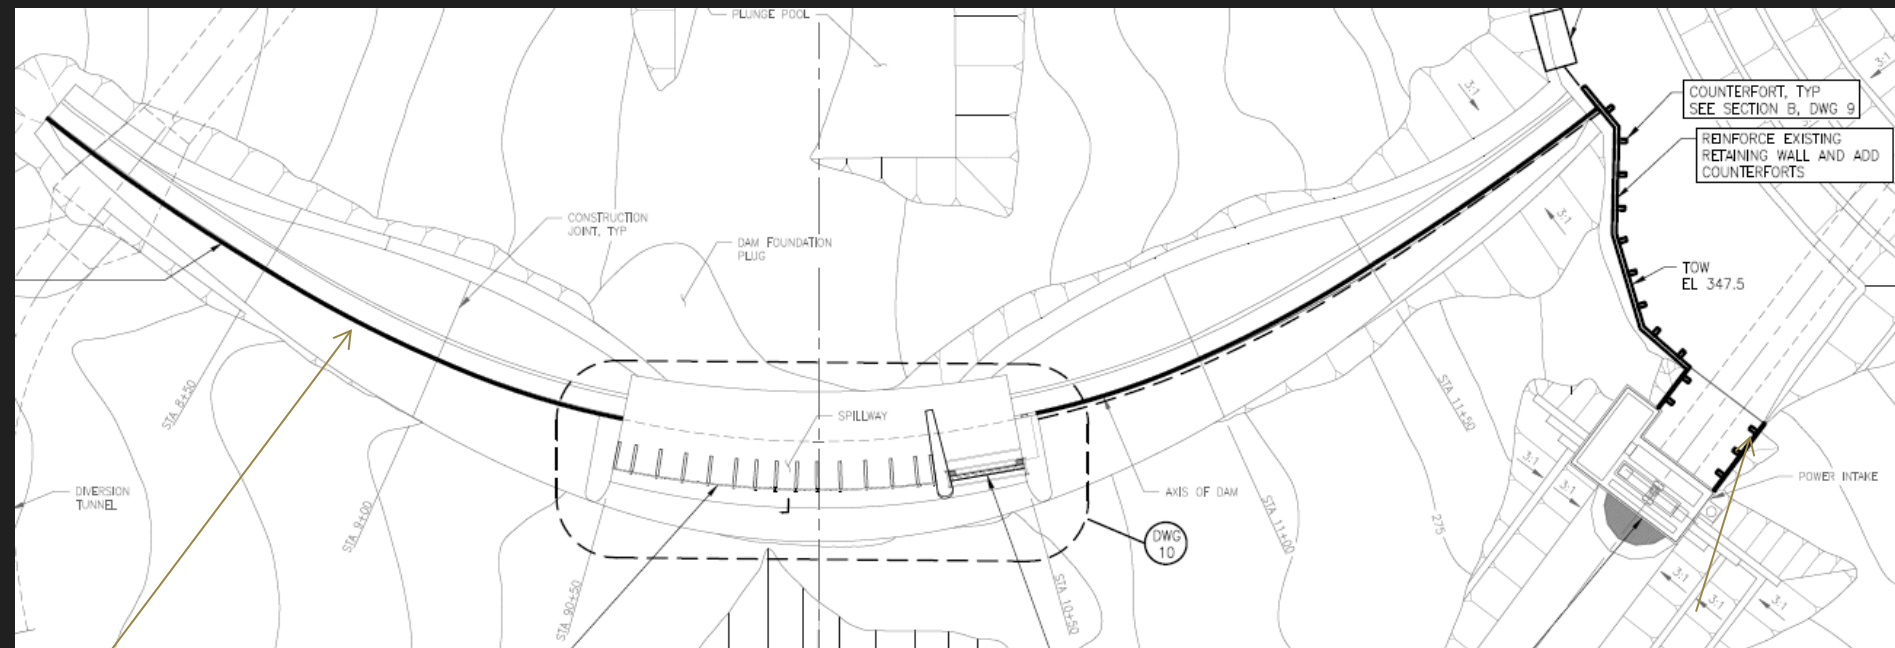 PLUNGE POOL
3:1
3:1
COUNTERFORT, TYP
SEE SECTION B, DWG 9
REINFORCE EXISTING
RETAINING WALL AND ADD
COUNTERFORTS
CONSTRUCTION
JOINT, TYP
3:1
DAM FOUNDATION
PLUG
TOW
EL 347.5
STA 8+50
STA 11+50
SPILLWAY
3:1
DIVERSION
TUNNEL
AXIS OF DAM
3:1
POWER INTAKE
STA 9+00
STA 11+00
275
DWG
10
STA 90+50
STA 10+50
3:1
3:1
3:1